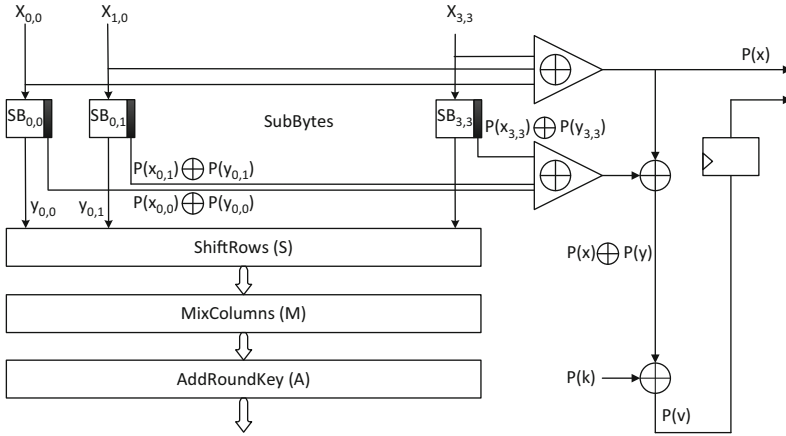 X0,0 X1,0 X3,3
P(x)
SB0,0 SB0,1 SubBytes SB3,3
P(x3,3) ⊕ P(y3,3)
P(x0,1) ⊕ P(y0,1)
P(x0,0) ⊕ P(y0,0)
y0,0 y0,1
ShiftRows (S)
P(x) ⊕ P(y)
MixColumns (M)
AddRoundKey (A)
P(k)
P(v)